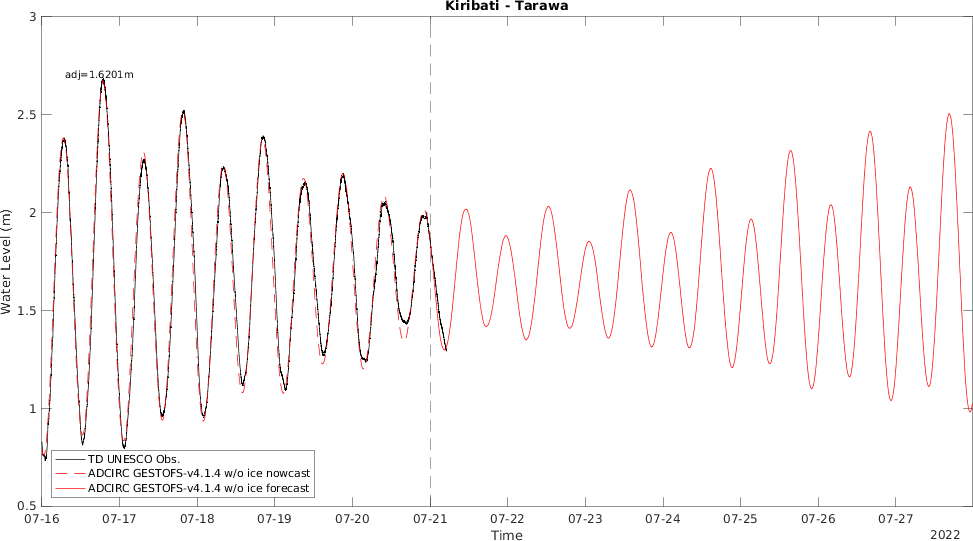 Kiribati - Tarawa
3
adj=1.6201m
2.5
2
Water Level (m)
1.5
1
0.5
TD UNESCO Obs.
ADCIRC GESTOFS-v4.1.4 w/o ice nowcast
ADCIRC GESTOFS-v4.1.4 w/o ice forecast
07-16 07-17 07-18 07-19 07-20 07-21 07-22 07-23 07-24 07-25 07-26 07-27
Time
2022